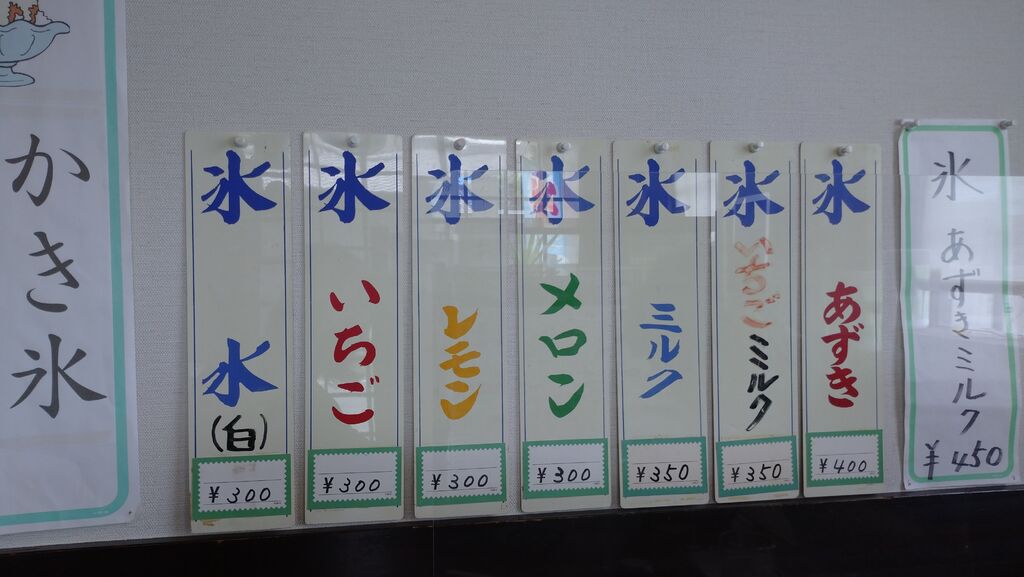 かき氷
氷
水
(白)
¥300
氷
いちご
¥300
氷
レモン
¥300
氷
メロン
¥300
氷
ミルク
¥350
氷
いちごミルク
¥350
氷
あずき
¥400
氷 あずきミルク
¥450